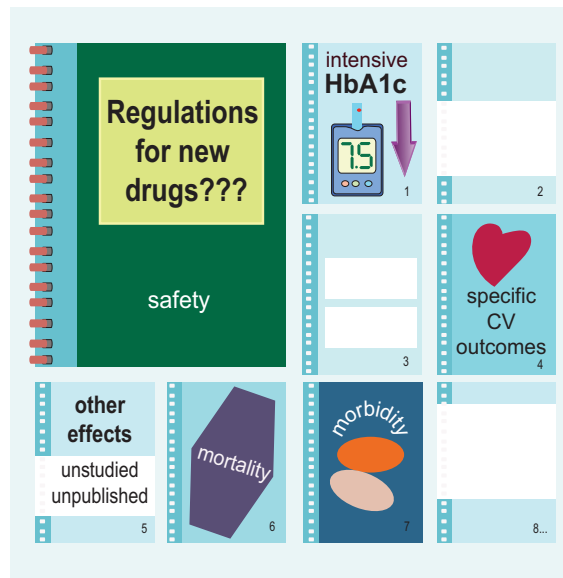 Regulations
for new
drugs???
safety
intensive
HbA1c
7.5
1
2
3
specific
CV
outcomes
4
other
effects
unstudied
unpublished
5
mortality
6
morbidity
7
8...